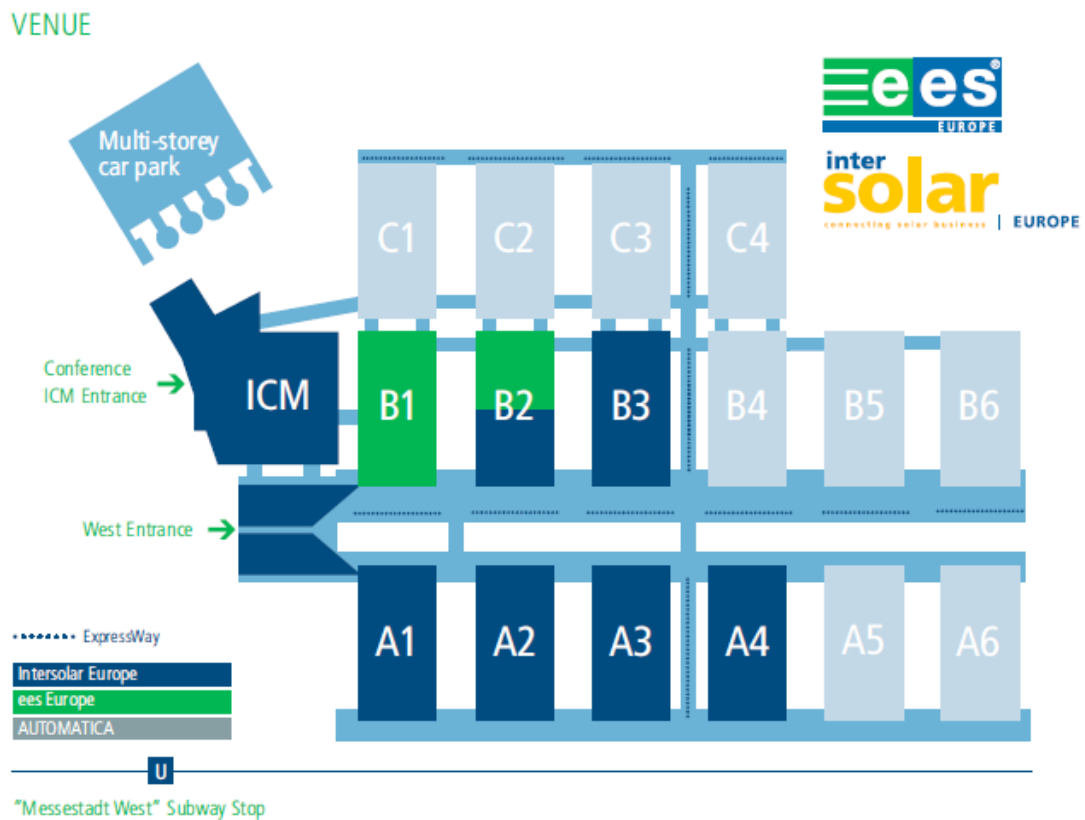 VENUE
ees®
EUROPE
inter
solar
connecting solar business | EUROPE
Multi-storey
car park
C1 C2 C3 C4
Conference
ICM Entrance
ICM
B1 B2 B3 B4 B5 B6
West Entrance
A1 A2 A3 A4 A5 A6
ExpressWay
Intersolar Europe
ees Europe
AUTOMATICA
U
"Messestadt West" Subway Stop